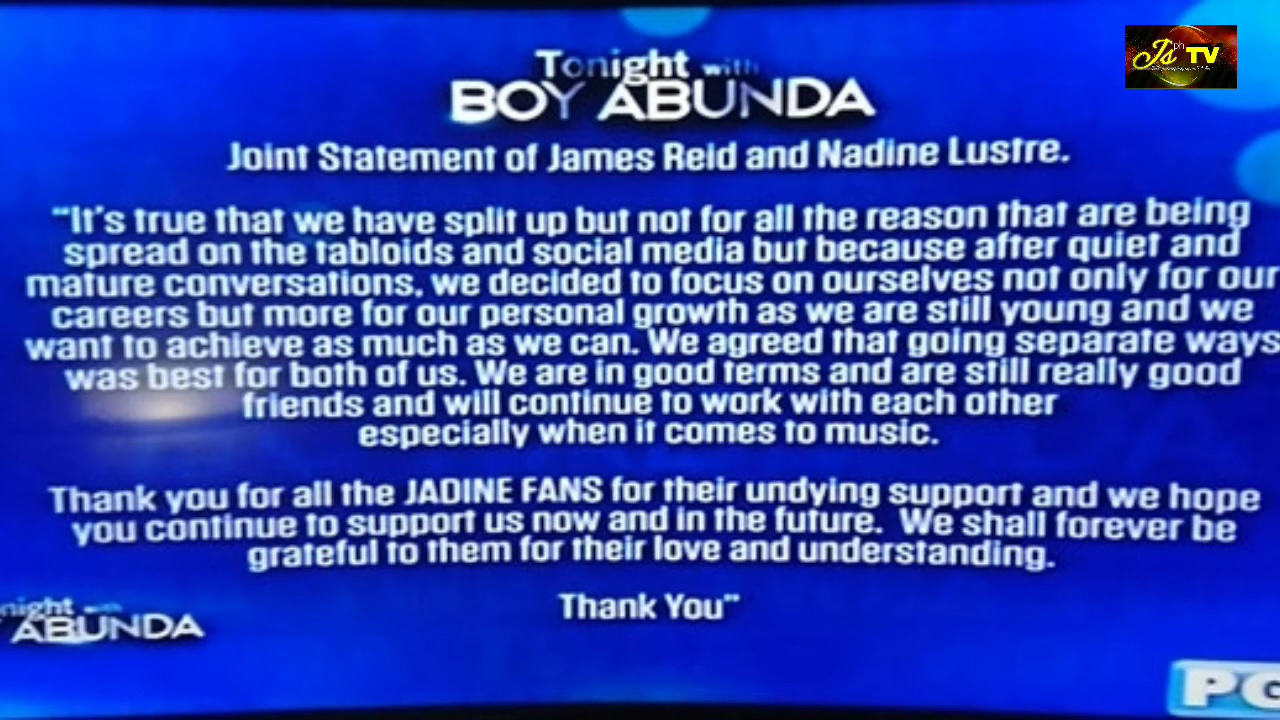 Js ph TV
Tonight with
BOY ABUNDA
Joint Statement of James Reid and Nadine Lustre.
"It's true that we have split up but not for all the reason that are being
spread on the tabloids and social media but because after quiet and
mature conversations, we decided to focus on ourselves not only for our
careers but more for our personal growth as we are still young and we
want to achieve as much as we can. We agreed that going separate ways
was best for both of us. We are in good terms and are still really good
friends and will continue to work with each other
especially when it comes to music.
Thank you for all the JADINE FANS for their undying support and we hope
you continue to support us now and in the future. We shall forever be
grateful to them for their love and understanding.
Thank You"
night
ABUNDA
PG